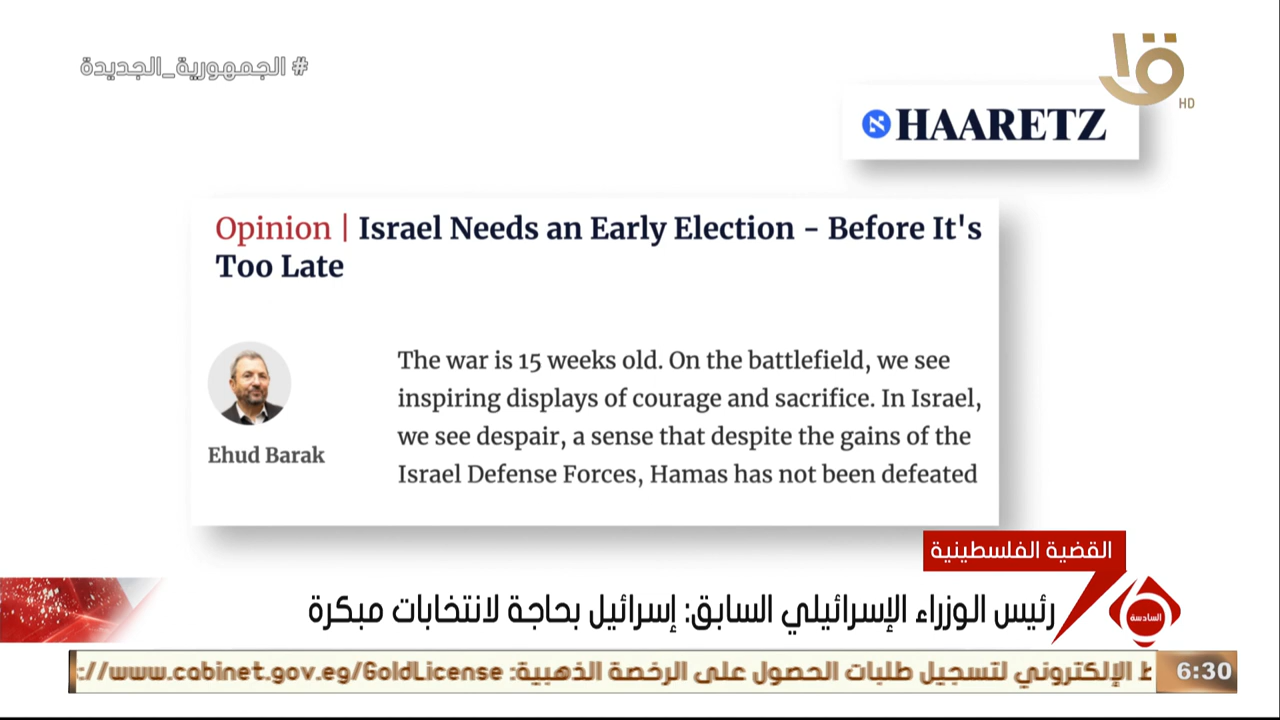 # الجمهورية_الجديدة
HD
HAARETZ
Opinion | Israel Needs an Early Election - Before It's
Too Late
The war is 15 weeks old. On the battlefield, we see
inspiring displays of courage and sacrifice. In Israel,
we see despair, a sense that despite the gains of the
Israel Defense Forces, Hamas has not been defeated
Ehud Barak
القضية الفلسطينية
رئيس الوزراء الإسرائيلي السابق: إسرائيل بحاجة لانتخابات مبكرة
السادسة
الإلكتروني لتسجيل طلبات الحصول على الرخصة الذهبية: //www.cabinet.gov.eg/GoldLicense
6:30